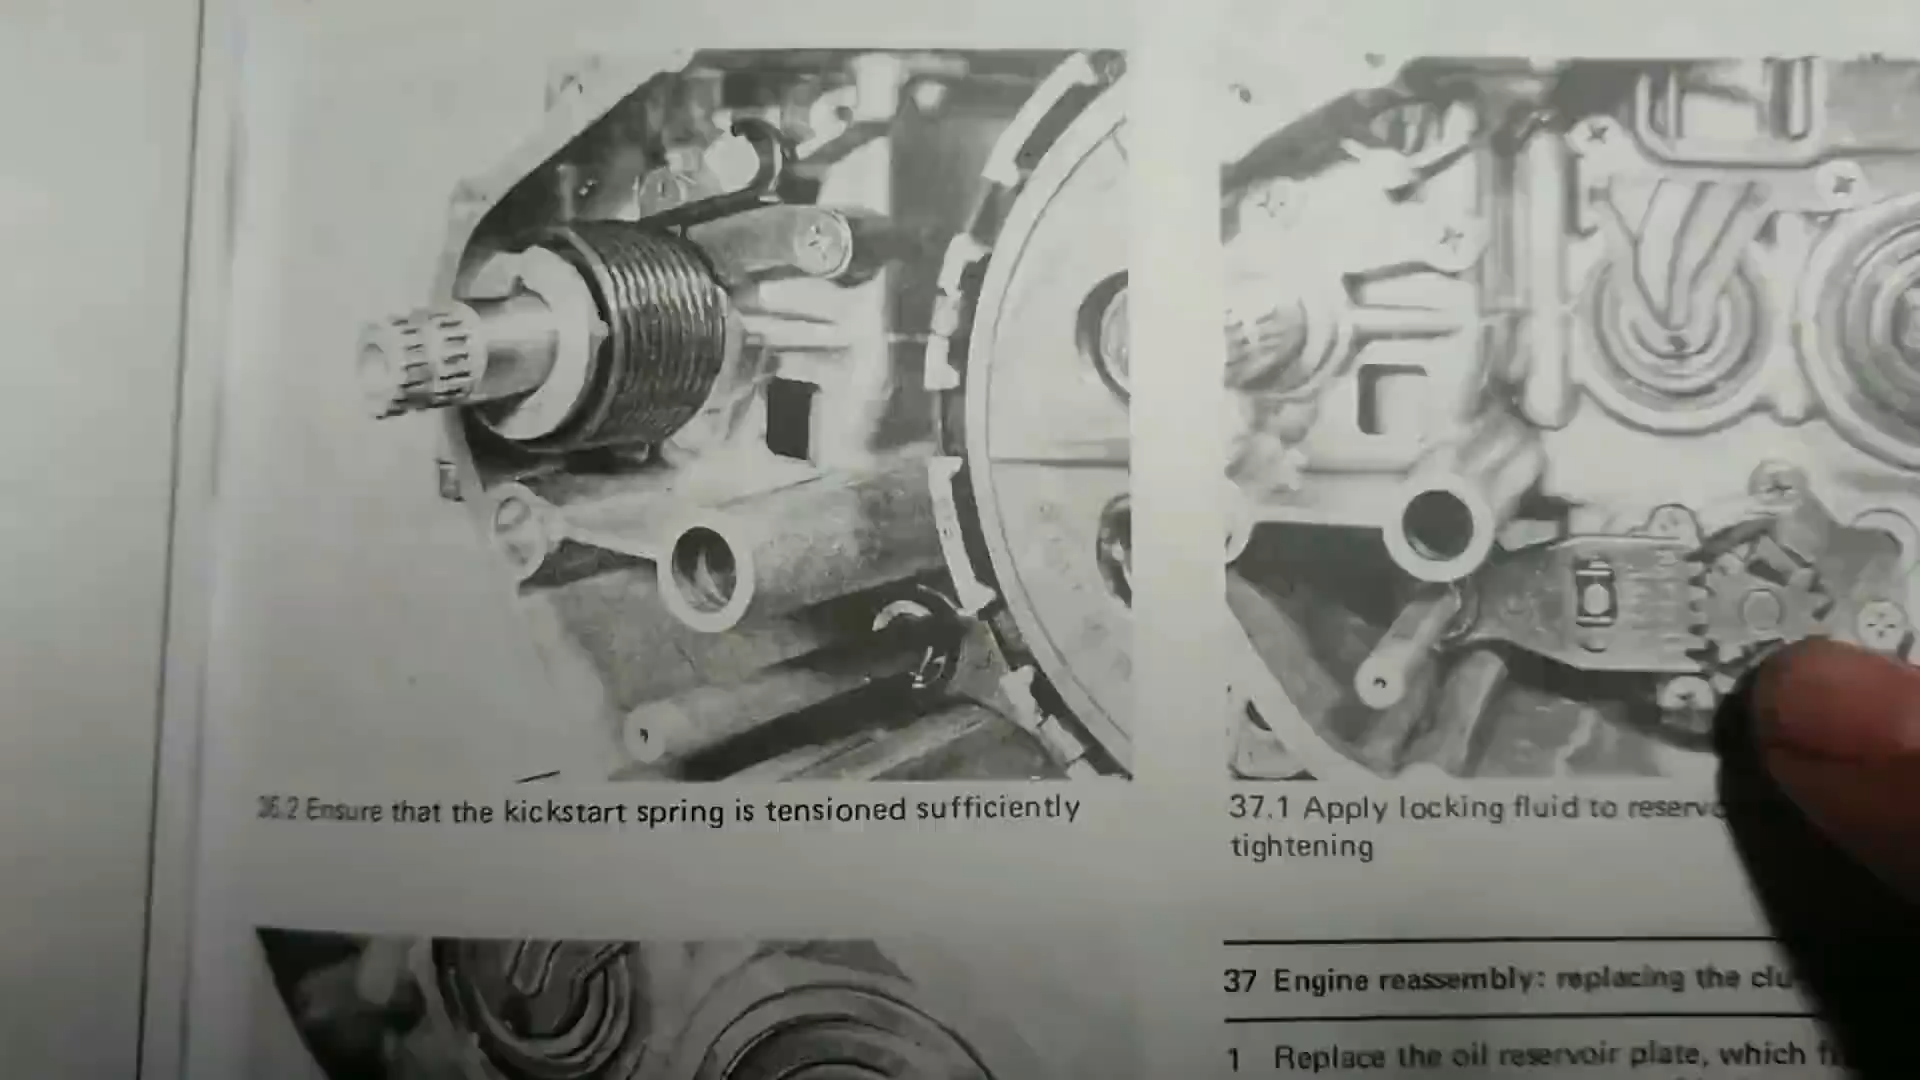 36.2 Ensure that the kickstart spring is tensioned sufficiently
37.1 Apply locking fluid to
tightening
37 Engine reassembly: replacing the
1 Replace the oil reservoir plate, which